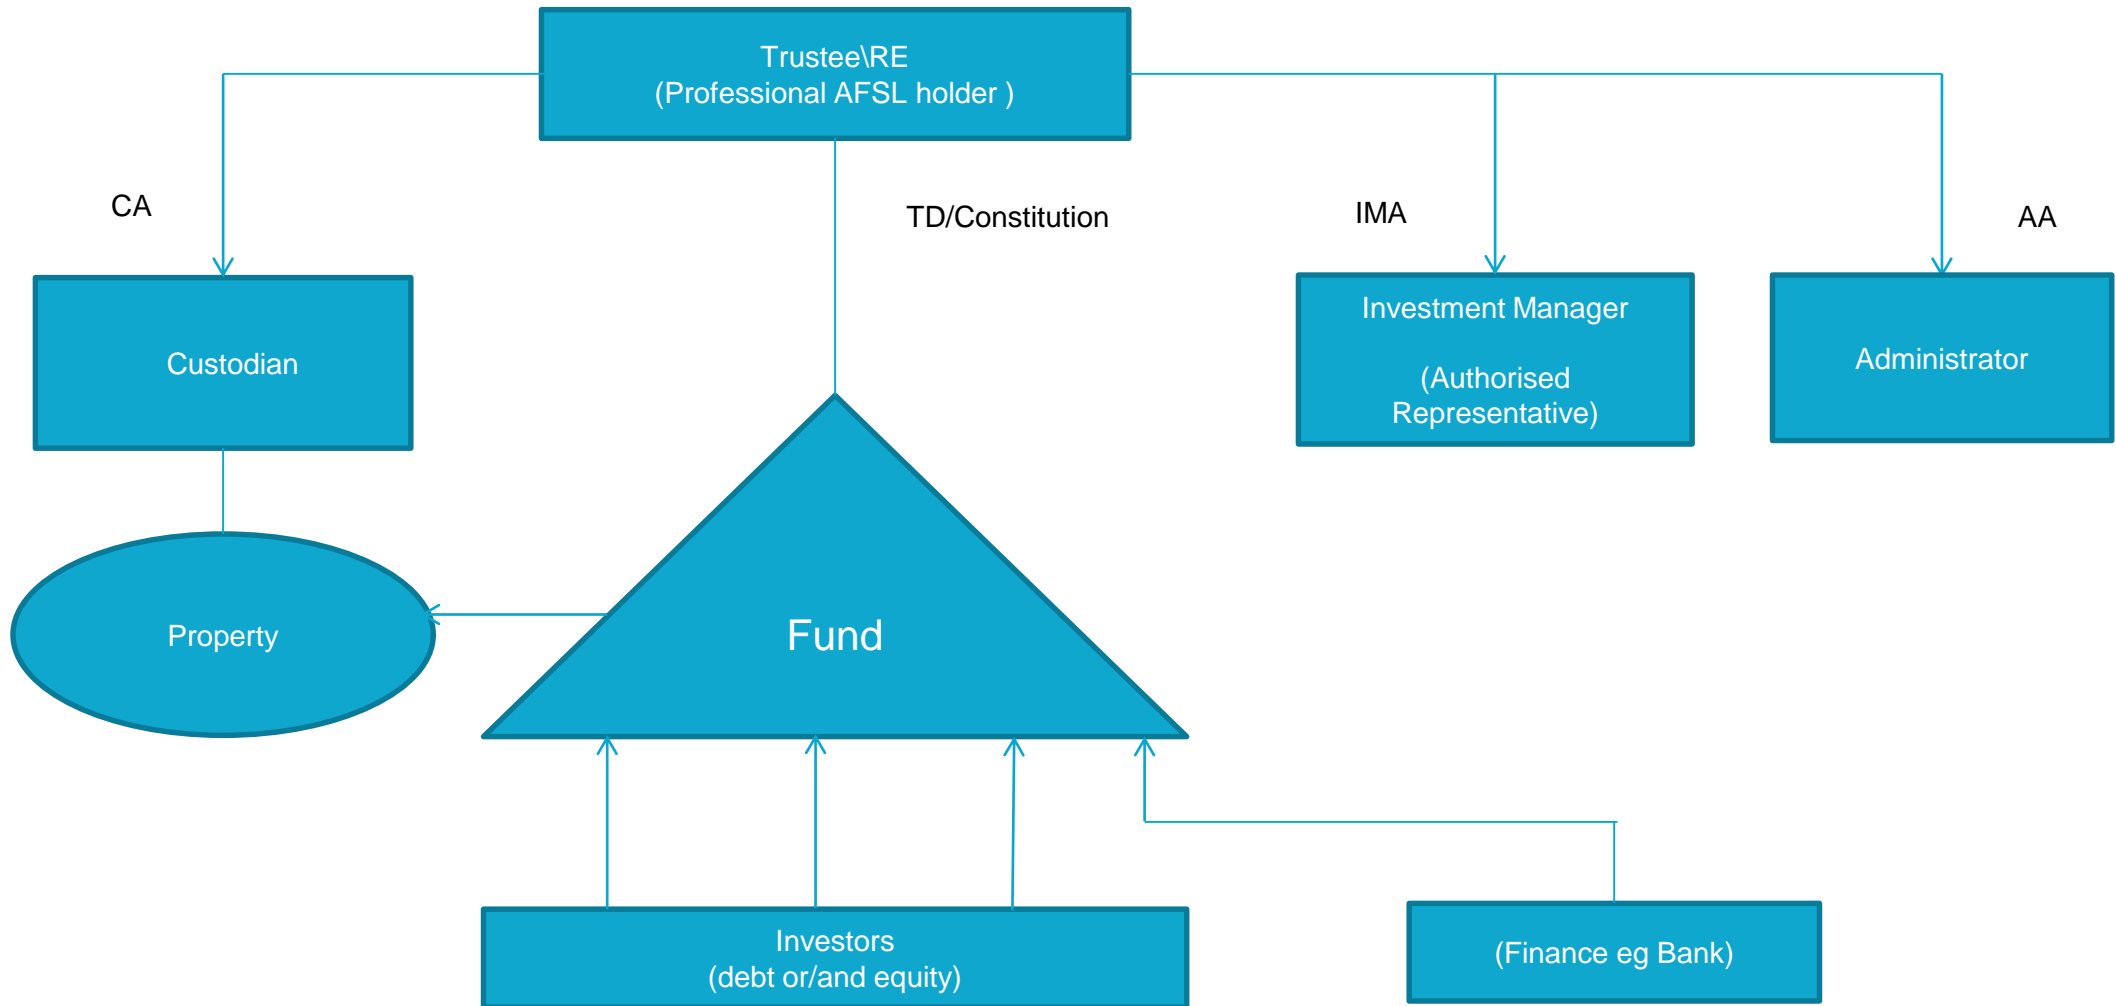 Trustee\RE
(Professional AFSL holder )
CA
TD/Constitution
IMA
AA
Custodian
Investment Manager
(Authorised
Representative)
Administrator
Property
Fund
Investors
(debt or/and equity)
(Finance eg Bank)